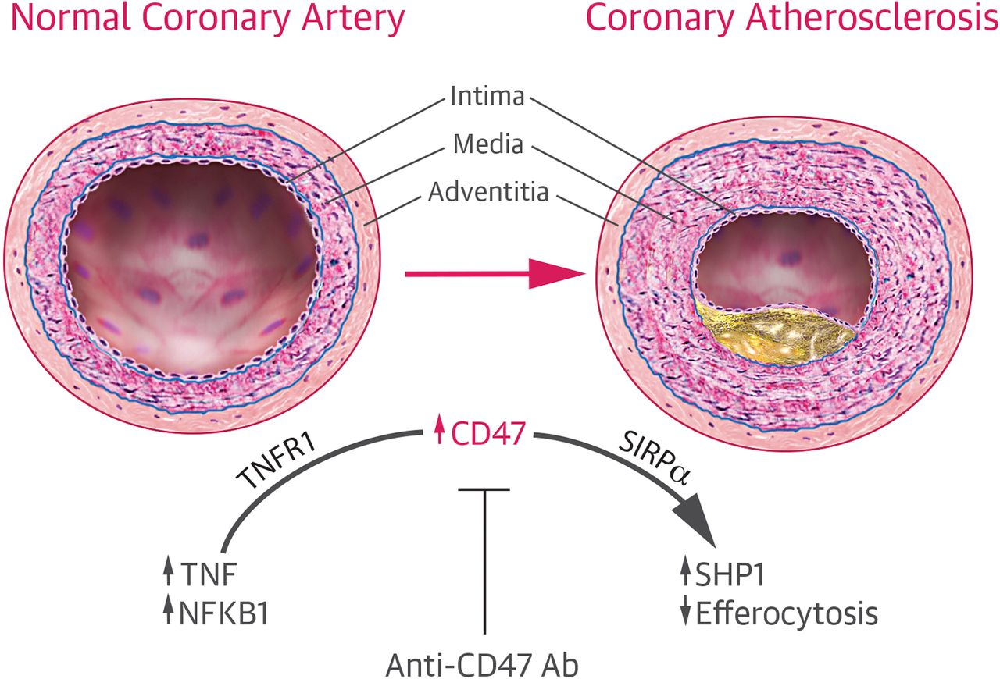 Normal Coronary Artery
Coronary Atherosclerosis
Intima
Media
Adventitia
CD47
TNFR1
SIRPα
TNF
NFKB1
SHP1
Efferocytosis
Anti-CD47 Ab